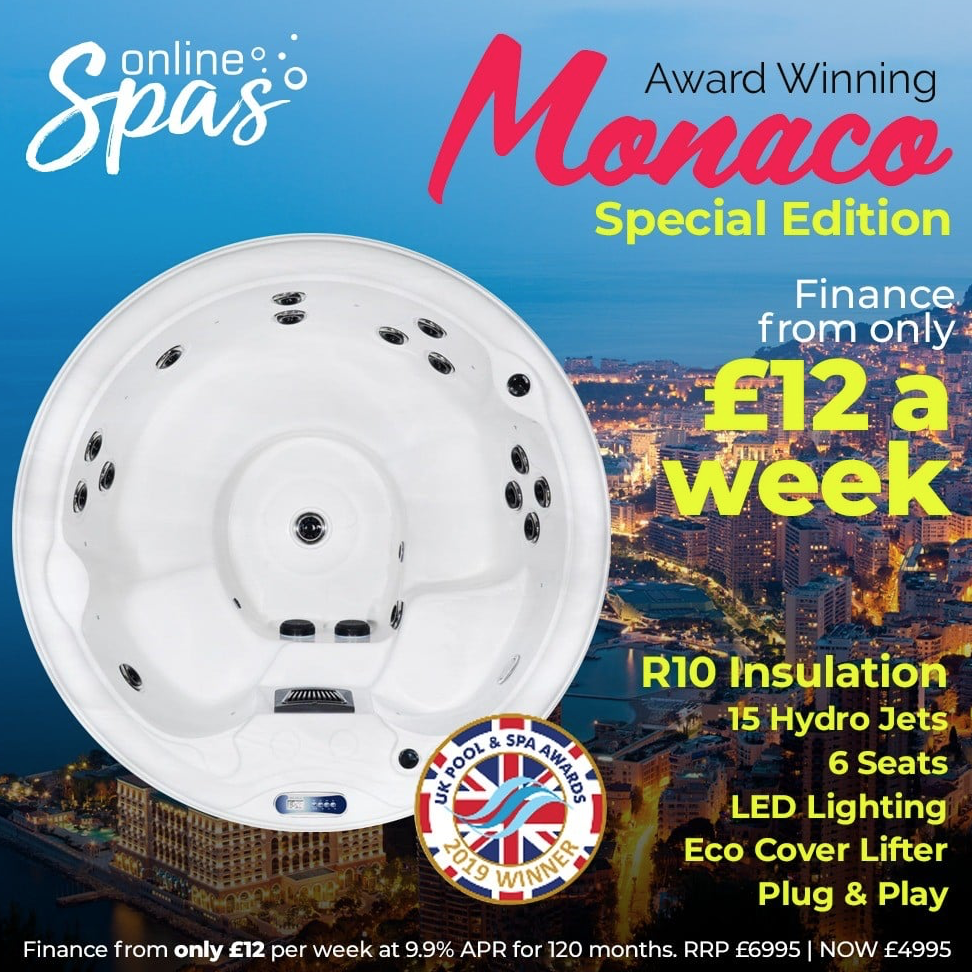 online
Spas
Award Winning
Monaco
Special Edition
Finance
from only
£12 a
week
R10 Insulation
15 Hydro Jets
6 Seats
LED Lighting
Eco Cover Lifter
Plug & Play
UK POOL & SPA AWARDS
2019 WINNER
Finance from only £12 per week at 9.9% APR for 120 months. RRP £6995 | NOW £4995